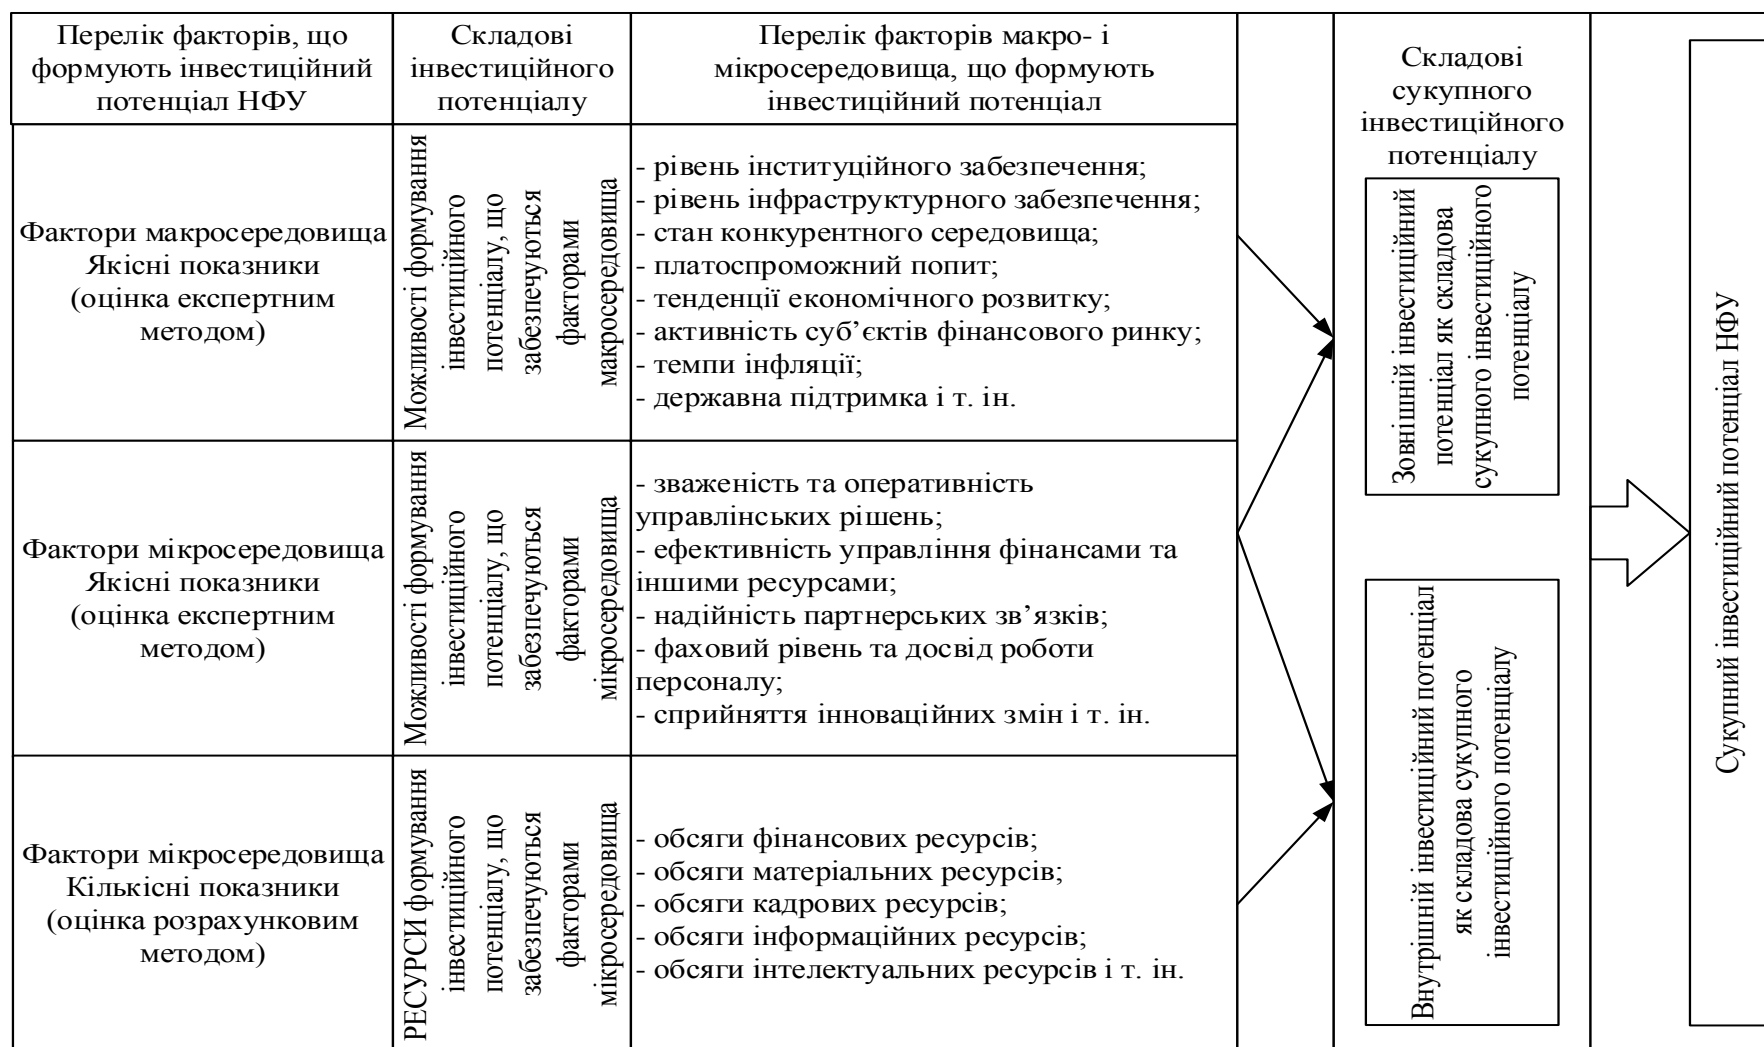 Перелік факторів, що
формують інвестиційний
потенціал НФУ
Складові
інвестиційного
потенціалу
Перелік факторів макро- і
мікросередовища, що формують
інвестиційний потенціал
Фактори макросередовища
Якісні показники
(оцінка експертним
методом)
Можливості формування
інвестиційного
потенціалу, що
забезпечуються
факторами
макросередовища
- рівень інституційного забезпечення;
- рівень інфраструктурного забезпечення;
- стан конкурентного середовища;
- платоспроможний попит;
- тенденції економічного розвитку;
- активність суб’єктів фінансового ринку;
- темпи інфляції;
- державна підтримка і т. ін.
Фактори мікросередовища
Якісні показники
(оцінка експертним
методом)
Можливості формування
інвестиційного
потенціалу, що
забезпечуються
факторами
мікросередовища
- зваженість та оперативність
управлінських рішень;
- ефективність управління фінансами та
іншими ресурсами;
- надійність партнерських зв’язків;
- фаховий рівень та досвід роботи
персоналу;
- сприйняття інноваційних змін і т. ін.
Фактори мікросередовища
Кількісні показники
(оцінка розрахунковим
методом)
РЕСУРСИ формування
інвестиційного
потенціалу, що
забезпечуються
факторами
мікросередовища
- обсяги фінансових ресурсів;
- обсяги матеріальних ресурсів;
- обсяги кадрових ресурсів;
- обсяги інформаційних ресурсів;
- обсяги інтелектуальних ресурсів і т. ін.
Складові
сукупного
інвестиційного
потенціалу
Зовнішній інвестиційний
потенціал як складова
сукупного інвестиційного
потенціалу
Внутрішній інвестиційний потенціал
як складова сукупного
інвестиційного потенціалу
Сукупний інвестиційний потенціал НФУ